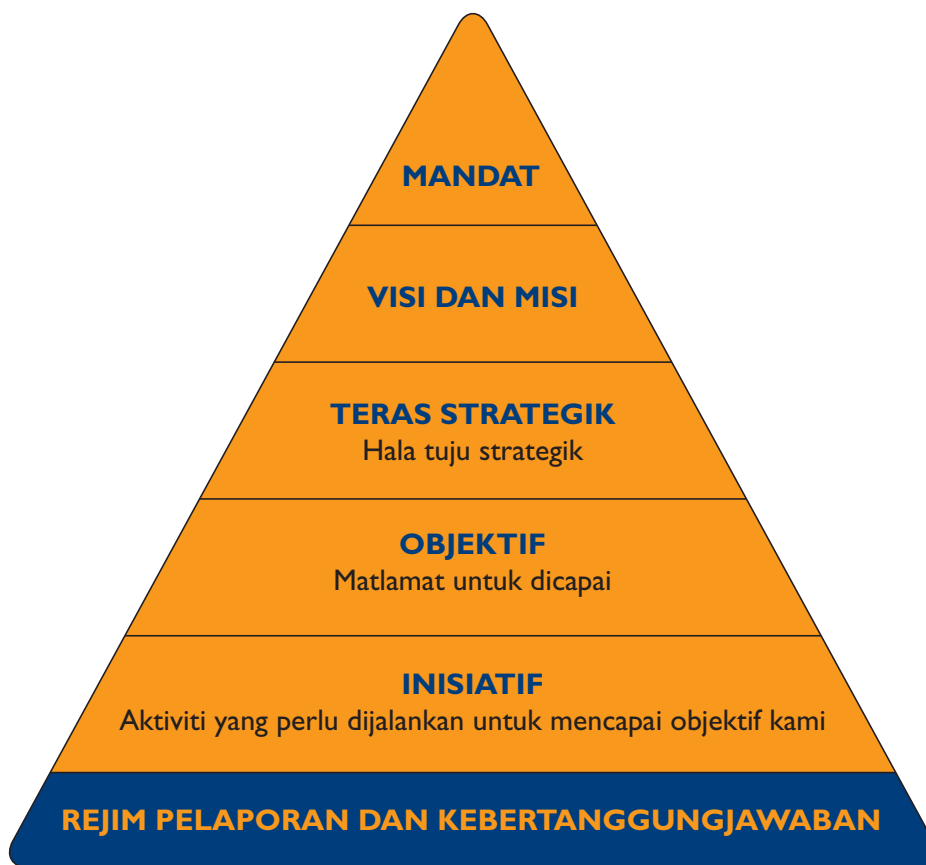 MANDAT
VISI DAN MISI
TERAS STRATEGIK
Hala tuju strategik
OBJEKTIF
Matlamat untuk dicapai
INISIATIF
Aktiviti yang perlu dijalankan untuk mencapai objektif kami
REJIM PELAPORAN DAN KEBERTANGGUNGJAWABAN